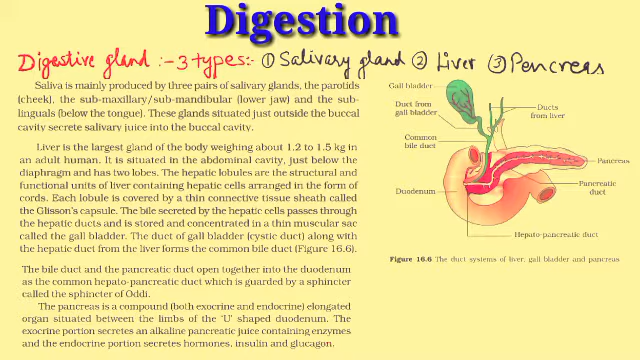 Digestion
Digestive gland :- 3 types:- ① Salivary gland ② Liver ③ Pancreas
Saliva is mainly produced by three pairs of salivary glands, the parotids
(cheek), the sub-maxillary/sub-mandibular (lower jaw) and the sub-
linguals (below the tongue). These glands situated just outside the buccal
cavity secrete salivary juice into the buccal cavity.
Liver is the largest gland of the body weighing about 1.2 to 1.5 kg in
an adult human. It is situated in the abdominal cavity, just below the
diaphragm and has two lobes. The hepatic lobules are the structural and
functional units of liver containing hepatic cells arranged in the form of
cords. Each lobule is covered by a thin connective tissue sheath called
the Glisson's capsule. The bile secreted by the hepatic cells passes through
the hepatic ducts and is stored and concentrated in a thin muscular sac
called the gall bladder. The duct of gall bladder (cystic duct) along with
the hepatic duct from the liver forms the common bile duct (Figure 16.6).
The bile duct and the pancreatic duct open together into the duodenum
as the common hepato-pancreatic duct which is guarded by a sphincter
called the sphincter of Oddi.
The pancreas is a compound (both exocrine and endocrine) elongated
organ situated between the limbs of the 'U' shaped duodenum. The
exocrine portion secretes an alkaline pancreatic juice containing enzymes
and the endocrine portion secretes hormones, insulin and glucagon.
Gall bladder
Duct from
gall bladder
Common
bile duct
Duodenum
Ducts
from liver
Pancreas
Pancreatic
duct
Hepato-pancreatic duct
Figure 16.6 The duct systems of liver, gall bladder and pancreas